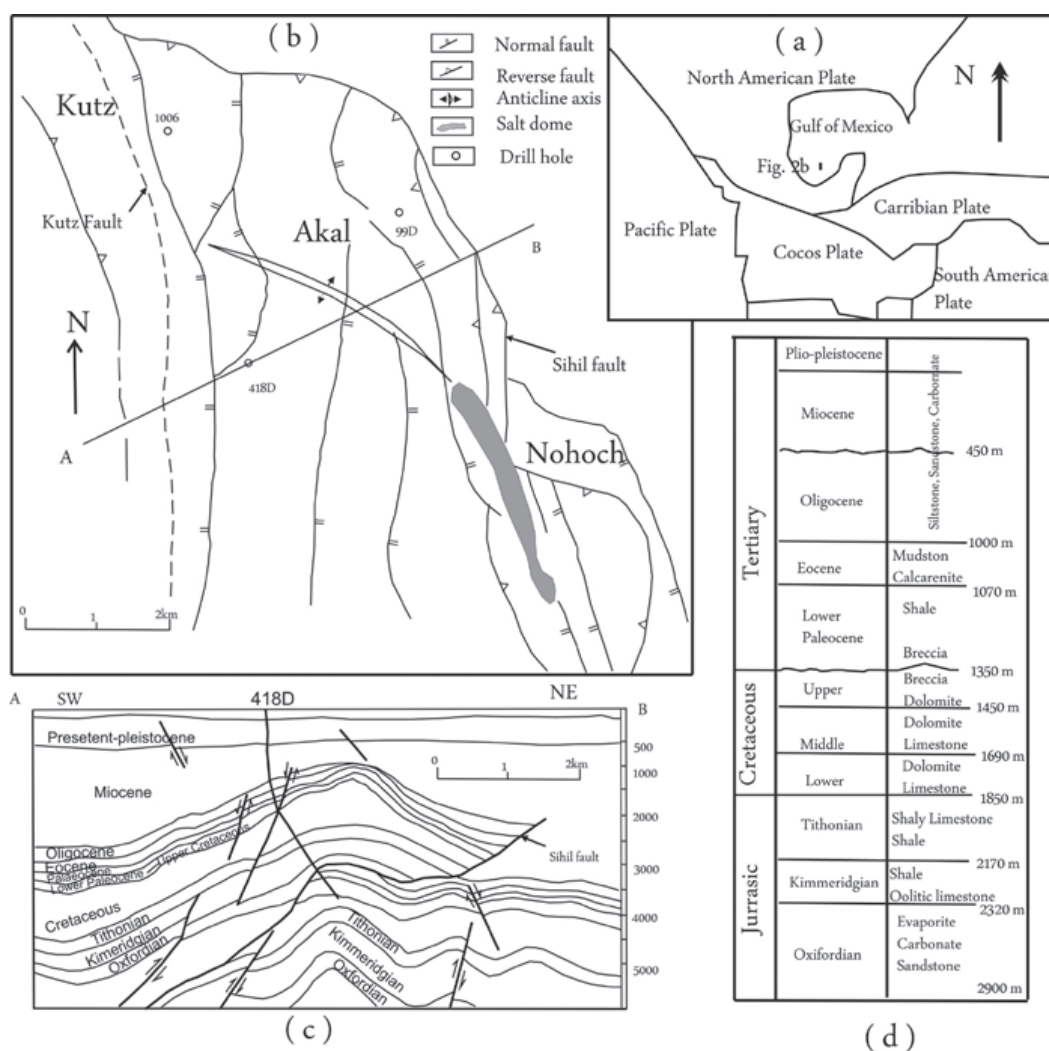 ( b )
Normal fault
Reverse fault
Anticline axis
Salt dome
Drill hole
Kutz
1006
Kutz Fault
Akal
99D
B
N
418D
A
Sihil fault
Nohoch
0
1
2km
( a )
North American Plate
N
Gulf of Mexico
Fig. 2b
Carribian Plate
Pacific Plate
Cocos Plate
South American
Plate
A
SW
418D
NE
B
Presetent-pleistocene
500
0
1
2km
1000
Miocene
2000
Oligocene
Eocene
Palaeocene
Lower Paleocene
Upper Cretaceous
Sihil fault
3000
Cretaceous
4000
Tithonian
Kimeridgian
Oxfordian
Tithonian
Kimmeridgian
Oxfordian
5000
( c )
Tertiary
Plio-pleistocene
Siltstone, Sandstone, Carbornate
Miocene
450 m
Oligocene
1000 m
Eocene
Mudston
Calcarenite
1070 m
Lower
Paleocene
Shale
Breccia
1350 m
Cretaceous
Upper
Breccia
Dolomite
1450 m
Middle
Dolomite
Limestone
1690 m
Lower
Dolomite
Limestone
1850 m
Jurrasic
Tithonian
Shaly Limestone
Shale
2170 m
Kimmeridgian
Shale
Oolitic limestone
2320 m
Oxifordian
Evaporite
Carbonate
Sandstone
2900 m
( d )